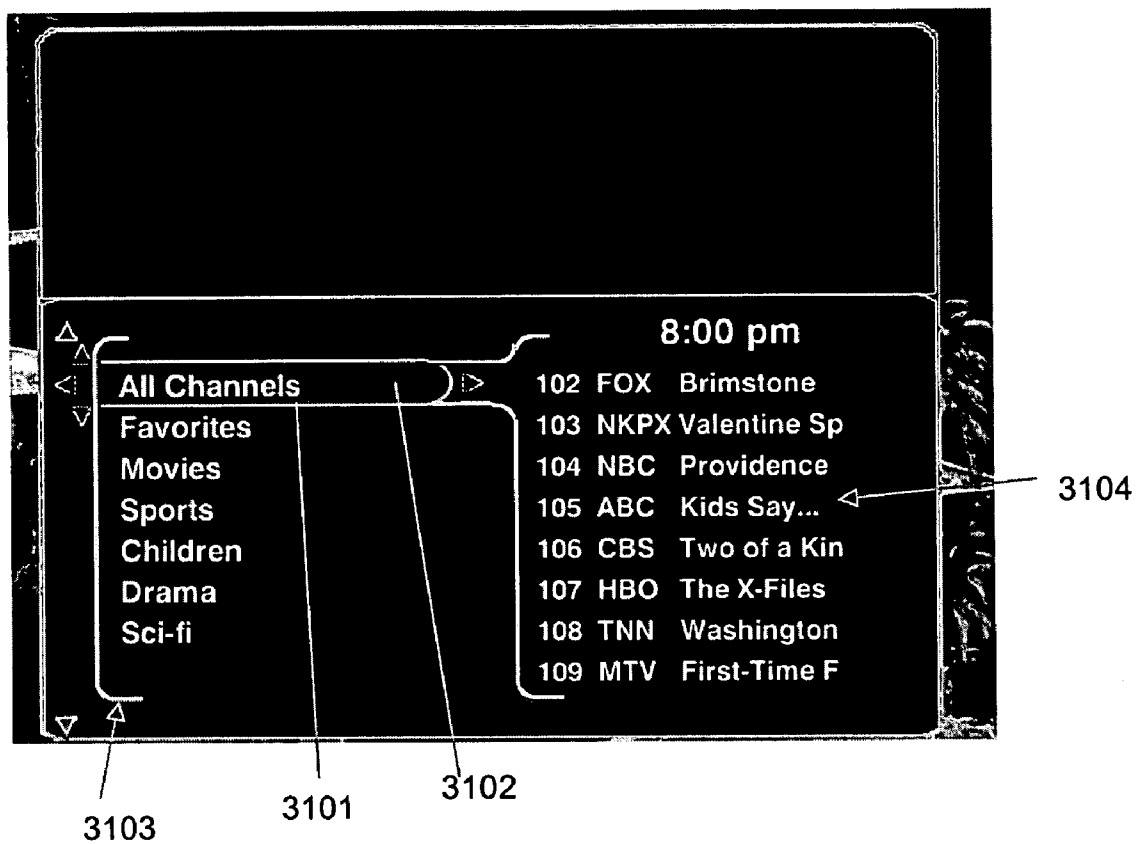 8:00 pm
All Channels
Favorites
Movies
Sports
Children
Drama
Sci-fi
102 FOX Brimstone
103 NKPX Valentine Sp
104 NBC Providence
105 ABC Kids Say...
106 CBS Two of a Kin
107 HBO The X-Files
108 TNN Washington
109 MTV First-Time F
3104
3103
3101
3102